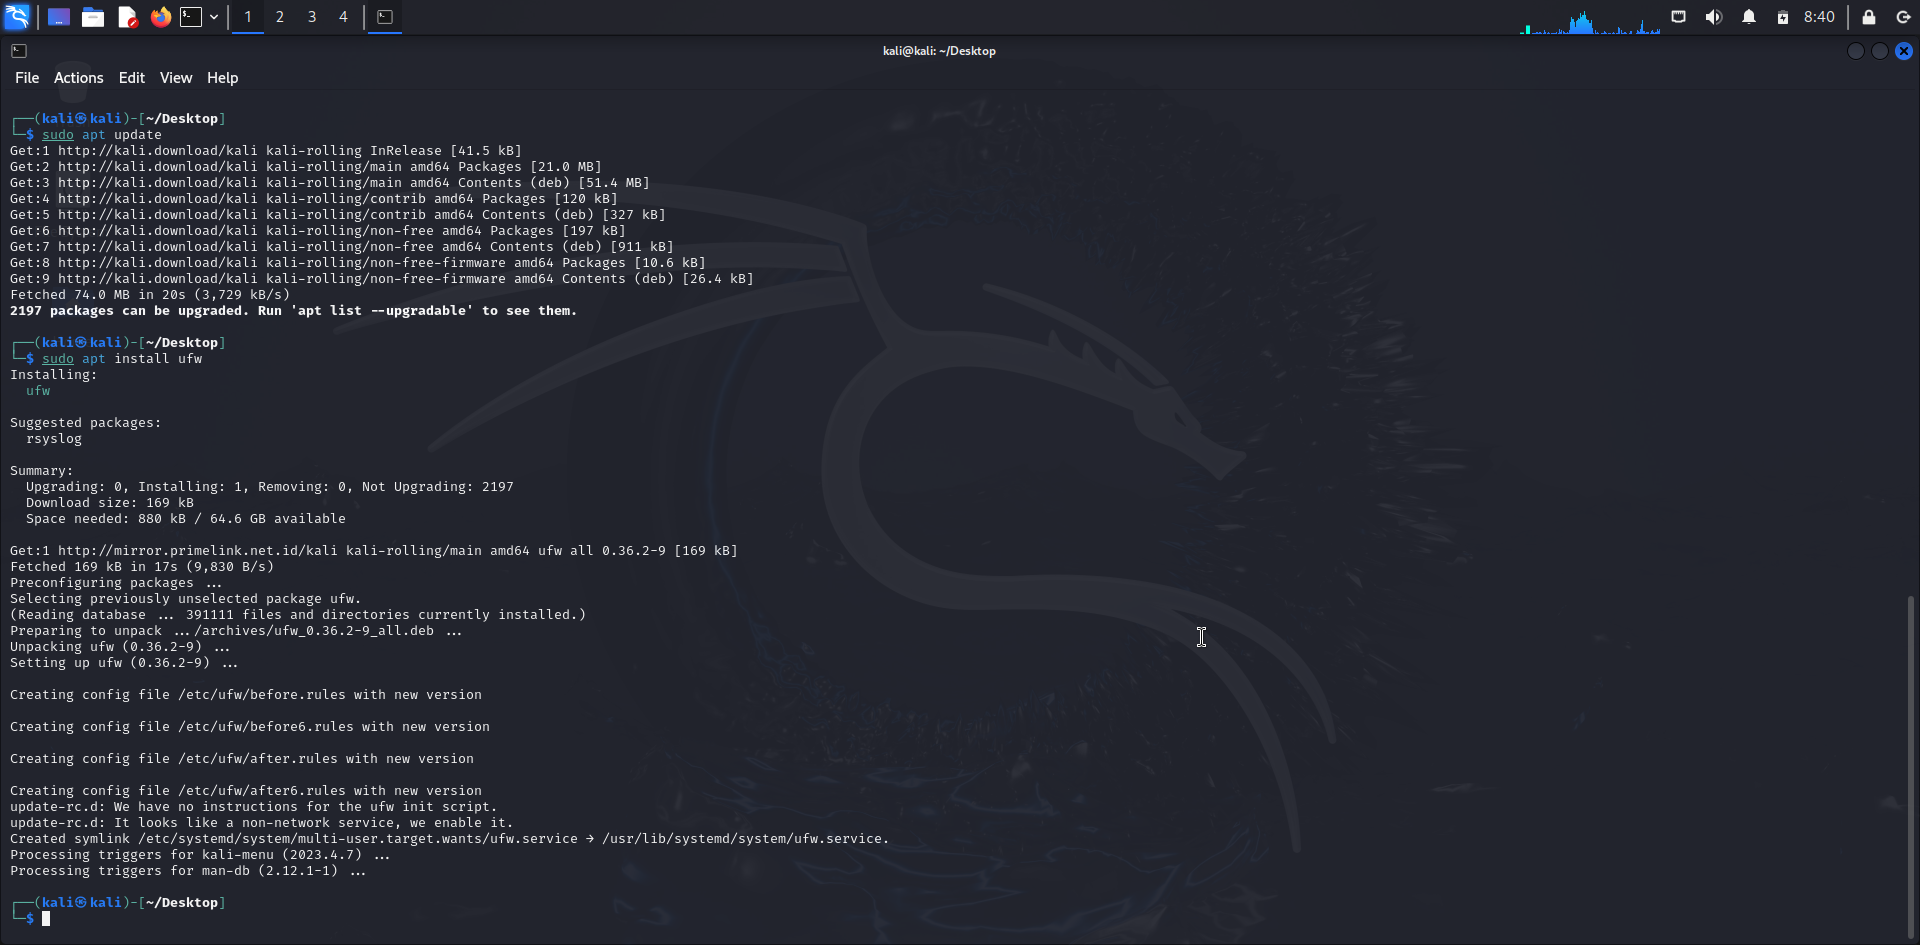 1 2 3 4
8:40
kali@kali: ~/Desktop
File Actions Edit View Help
┌──(kali㉿kali)-[~/Desktop]
└─$ sudo apt update
Get:1 http://kali.download/kali kali-rolling InRelease [41.5 kB]
Get:2 http://kali.download/kali kali-rolling/main amd64 Packages [21.0 MB]
Get:3 http://kali.download/kali kali-rolling/main amd64 Contents (deb) [51.4 MB]
Get:4 http://kali.download/kali kali-rolling/contrib amd64 Packages [120 kB]
Get:5 http://kali.download/kali kali-rolling/contrib amd64 Contents (deb) [327 kB]
Get:6 http://kali.download/kali kali-rolling/non-free amd64 Packages [197 kB]
Get:7 http://kali.download/kali kali-rolling/non-free amd64 Contents (deb) [911 kB]
Get:8 http://kali.download/kali kali-rolling/non-free-firmware amd64 Packages [10.6 kB]
Get:9 http://kali.download/kali kali-rolling/non-free-firmware amd64 Contents (deb) [26.4 kB]
Fetched 74.0 MB in 20s (3,729 kB/s)
2197 packages can be upgraded. Run 'apt list --upgradable' to see them.
┌──(kali㉿kali)-[~/Desktop]
└─$ sudo apt install ufw
Installing:
ufw
Suggested packages:
rsyslog
Summary:
Upgrading: 0, Installing: 1, Removing: 0, Not Upgrading: 2197
Download size: 169 kB
Space needed: 880 kB / 64.6 GB available
Get:1 http://mirror.primelink.net.id/kali kali-rolling/main amd64 ufw all 0.36.2-9 [169 kB]
Fetched 169 kB in 17s (9,830 B/s)
Preconfiguring packages ...
Selecting previously unselected package ufw.
(Reading database ... 391111 files and directories currently installed.)
Preparing to unpack .../archives/ufw_0.36.2-9_all.deb ...
Unpacking ufw (0.36.2-9) ...
Setting up ufw (0.36.2-9) ...
Creating config file /etc/ufw/before.rules with new version
Creating config file /etc/ufw/before6.rules with new version
Creating config file /etc/ufw/after.rules with new version
Creating config file /etc/ufw/after6.rules with new version
update-rc.d: We have no instructions for the ufw init script.
update-rc.d: It looks like a non-network service, we enable it.
Created symlink /etc/systemd/system/multi-user.target.wants/ufw.service → /usr/lib/systemd/system/ufw.service.
Processing triggers for kali-menu (2023.4.7) ...
Processing triggers for man-db (2.12.1-1) ...
┌──(kali㉿kali)-[~/Desktop]
└─$